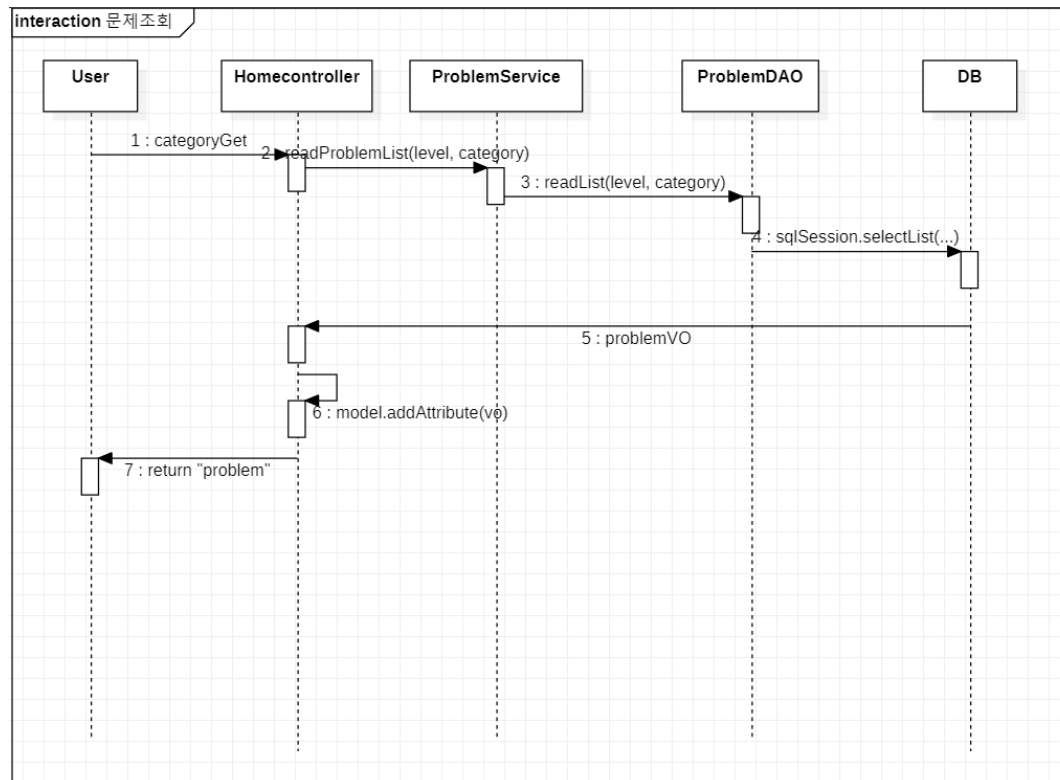 interaction 문제조회
User
Homecontroller
ProblemService
ProblemDAO
DB
1 : categoryGet
2 : readProblemList(level, category)
3 : readList(level, category)
4 : sqlSession.selectList(...)
5 : problemVO
6 : model.addAttribute(vo)
7 : return "problem"